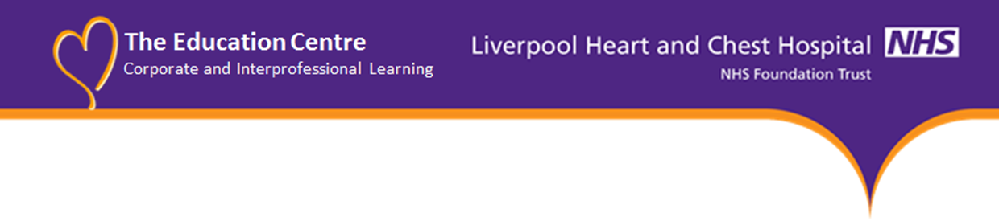 The Education Centre
Corporate and Interprofessional Learning
Liverpool Heart and Chest Hospital NHS
NHS Foundation Trust